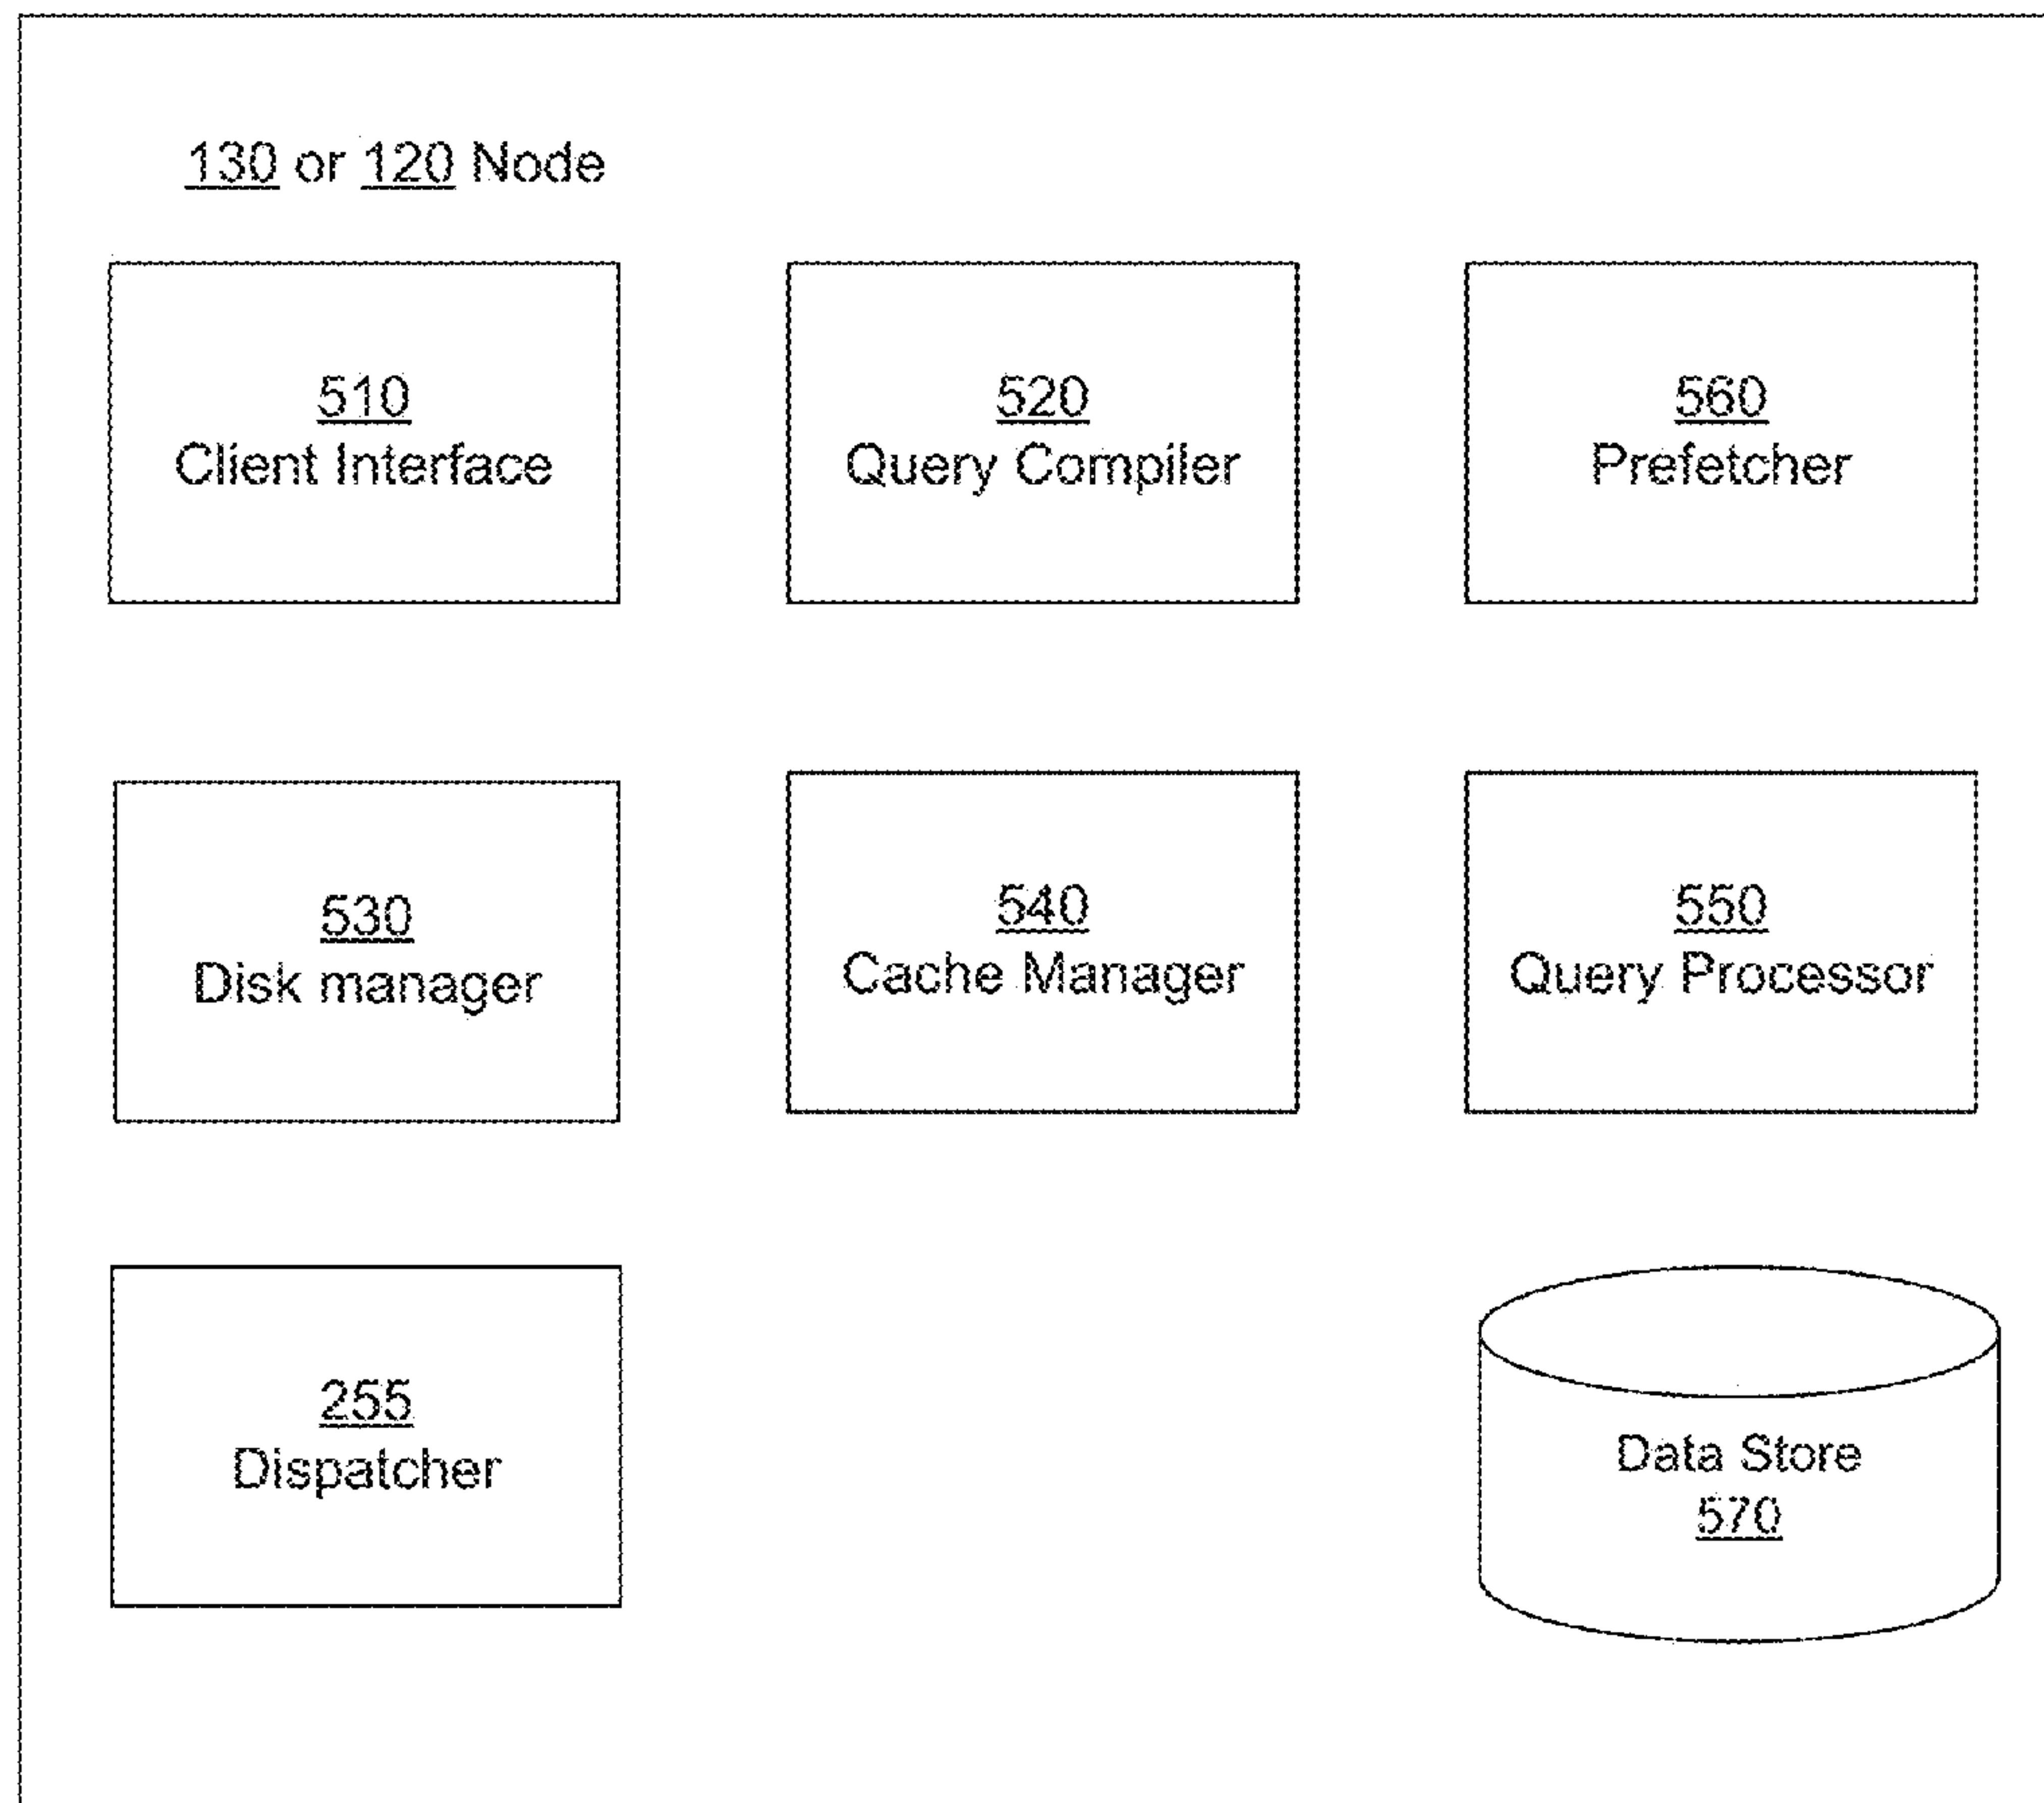 130 or 120 Node
510
Client Interface
520
Query Compiler
560
Prefetcher
530
Disk manager
540
Cache Manager
550
Query Processor
255
Dispatcher
Data Store
570